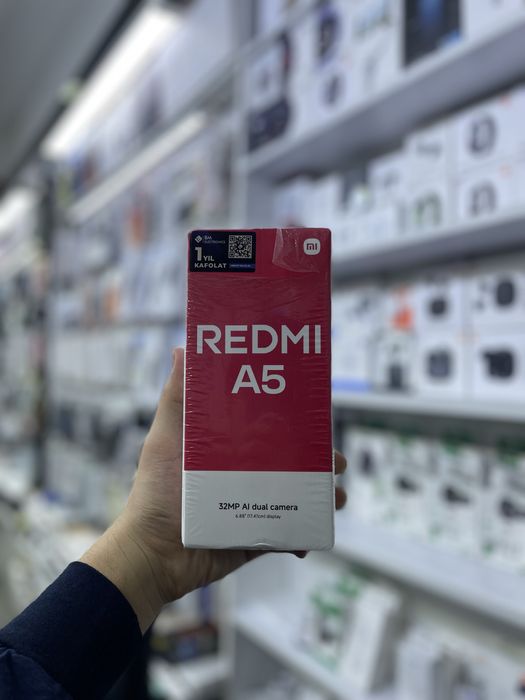 1 YIL
KAFOLAT
mi
REDMI
A5
32MP AI dual camera
6.88" (17.47cm) display